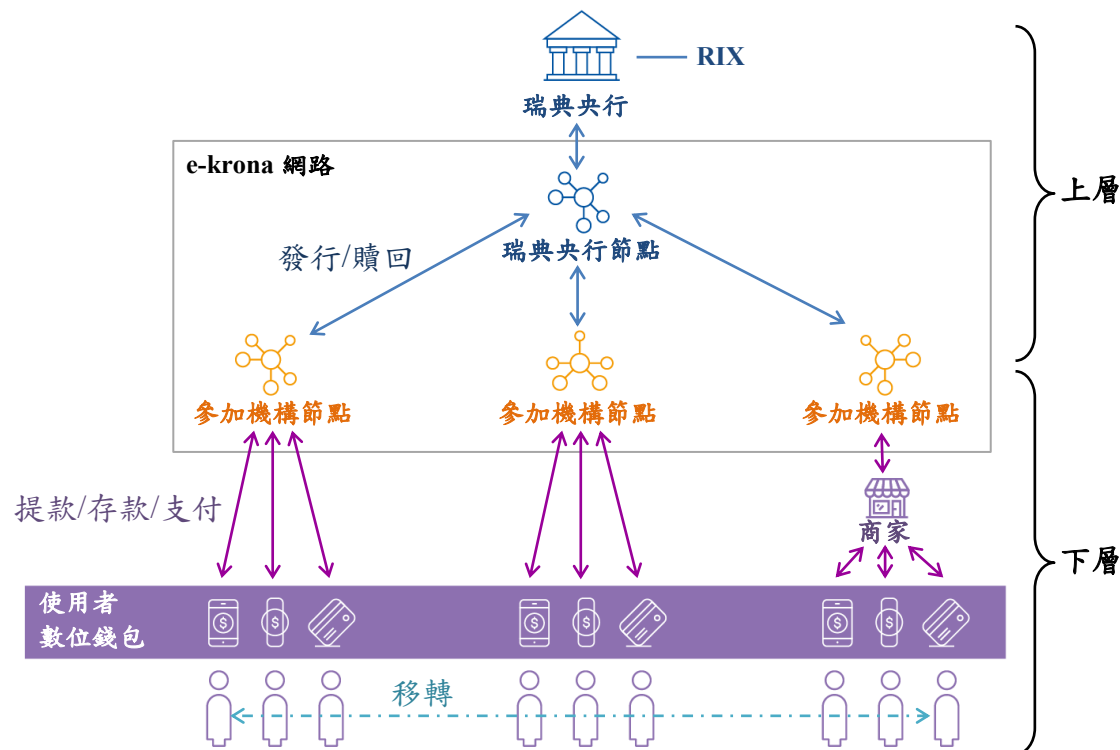 RIX
瑞典央行
e-krona 網路
瑞典央行節點
發行/贖回
上層
參加機構節點
參加機構節點
參加機構節點
提款/存款/支付
商家
下層
使用者
數位錢包
$
$
$
$
$
$
移轉